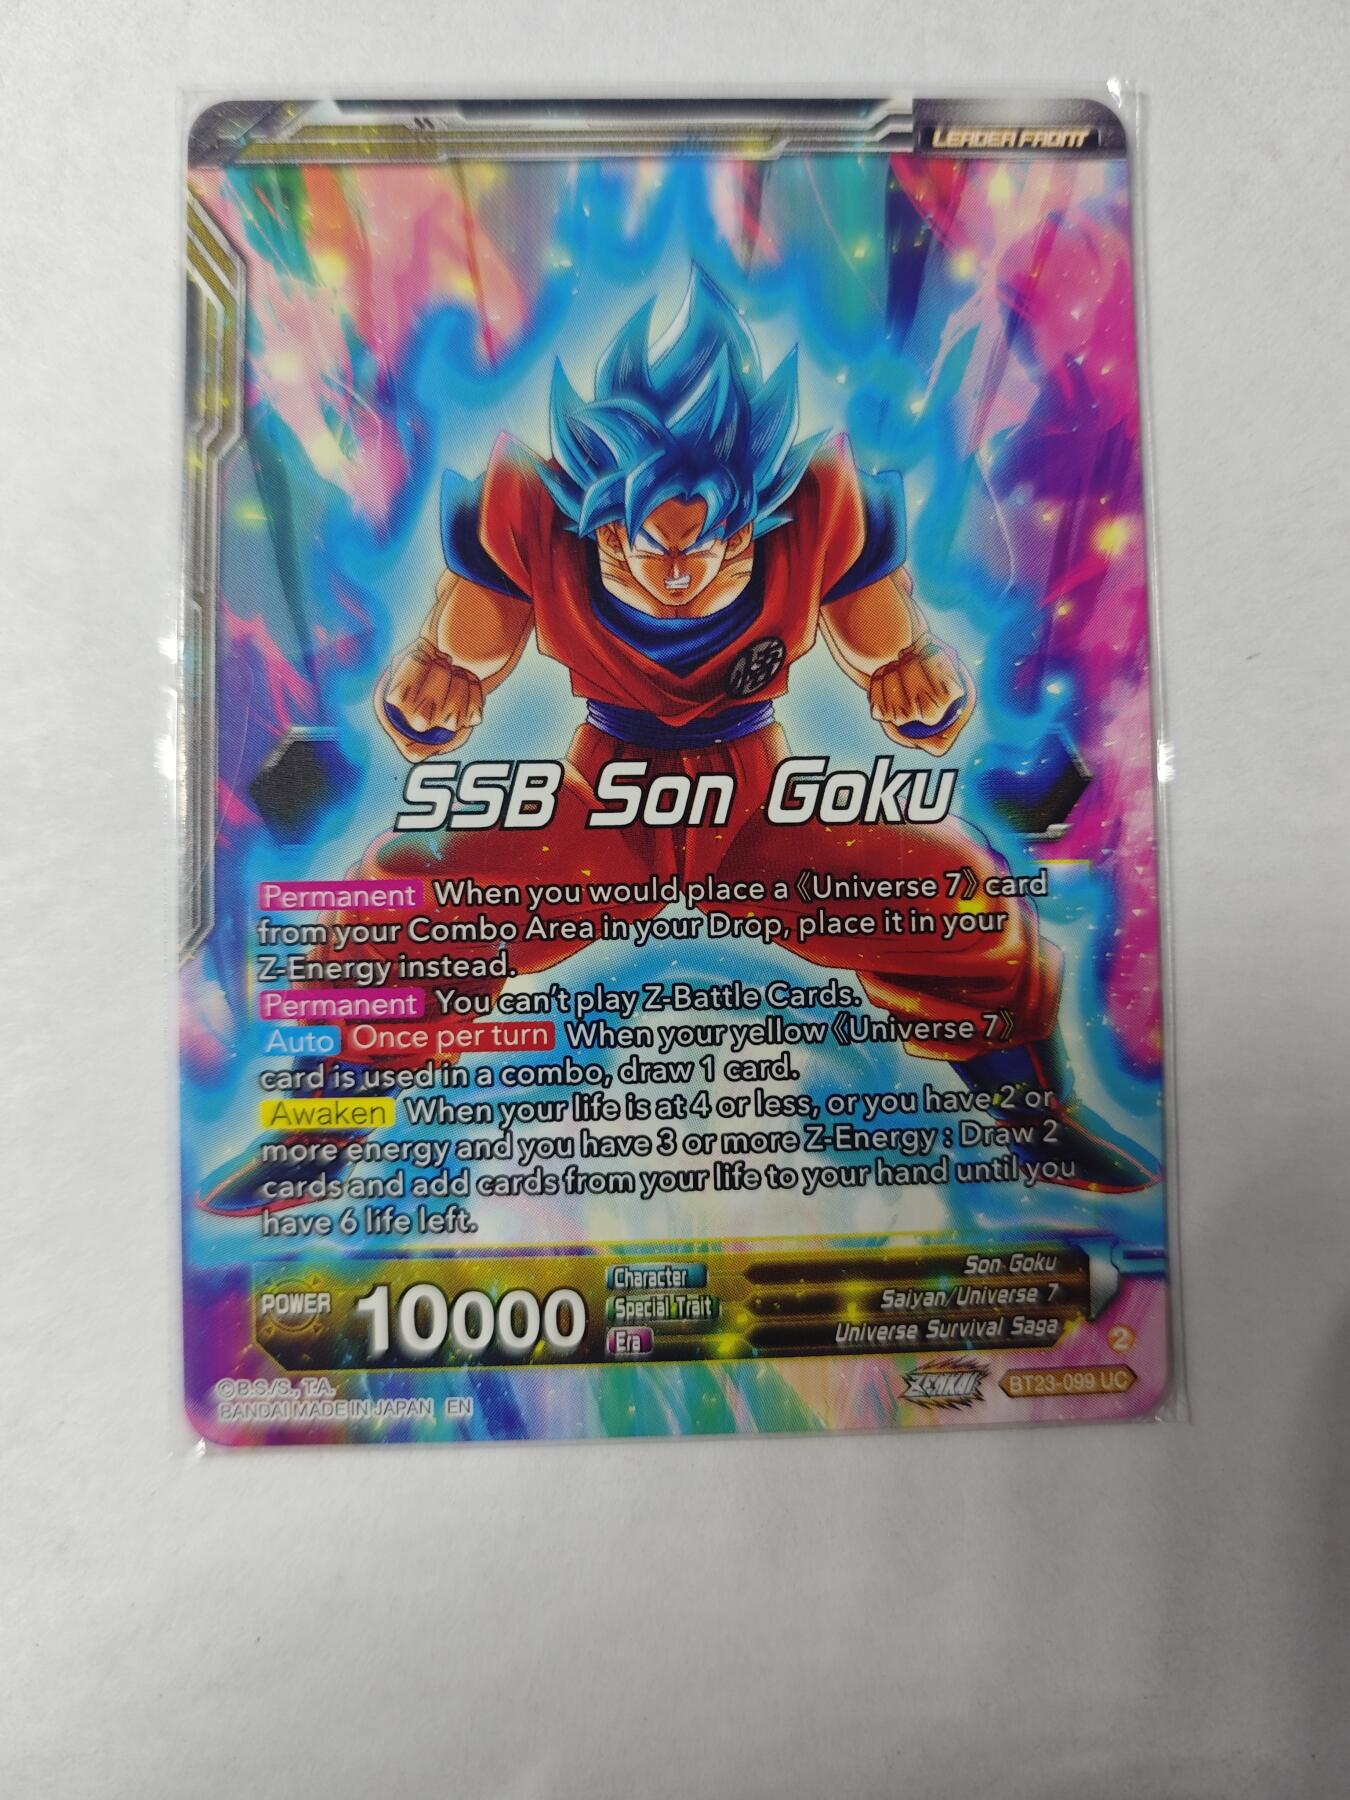 LEADER FRONT
SSB Son Goku
Permanent When you would place a 《Universe 7》 card
from your Combo Area in your Drop, place it in your
Z-Energy instead.
Permanent You can't play Z-Battle Cards.
Auto Once per turn When your yellow 《Universe 7》
card is used in a combo, draw 1 card.
Awaken When your life is at 4 or less, or you have 2 or
more energy and you have 3 or more Z-Energy : Draw 2
cards and add cards from your life to your hand until you
have 6 life left.
POWER 10000
Character Son Goku
Special Trait Saiyan/Universe 7
Era Universe Survival Saga
2
©B.S./S., T.A.
BANDAI MADE IN JAPAN EN
ZENKAI
BT23-099 UC